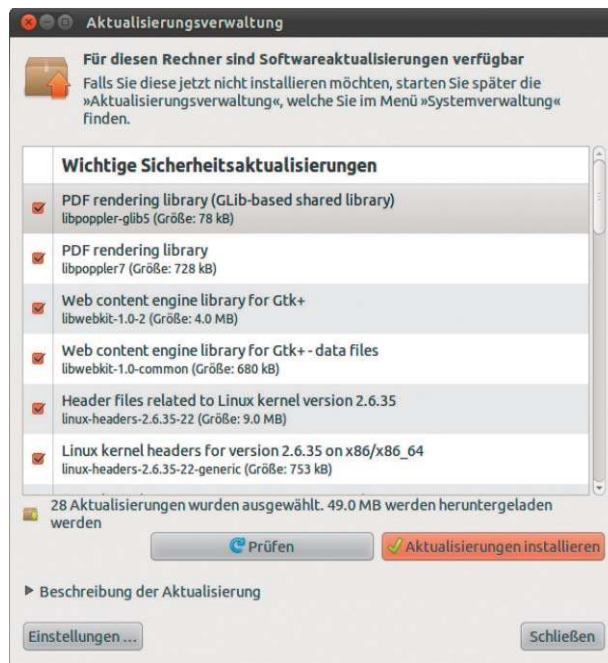 Aktualisierungsverwaltung
Für diesen Rechner sind Softwareaktualisierungen verfügbar
Falls Sie diese jetzt nicht installieren möchten, starten Sie später die
»Aktualisierungsverwaltung«, welche Sie im Menü »Systemverwaltung«
finden.
Wichtige Sicherheitsaktualisierungen
PDF rendering library (GLib-based shared library)
libpoppler-glib5 (Größe: 78 kB)
PDF rendering library
libpoppler7 (Größe: 728 kB)
Web content engine library for Gtk+
libwebkit-1.0-2 (Größe: 4.0 MB)
Web content engine library for Gtk+ - data files
libwebkit-1.0-common (Größe: 680 kB)
Header files related to Linux kernel version 2.6.35
linux-headers-2.6.35-22 (Größe: 9.0 MB)
Linux kernel headers for version 2.6.35 on x86/x86_64
linux-headers-2.6.35-22-generic (Größe: 753 kB)
28 Aktualisierungen wurden ausgewählt. 49.0 MB werden heruntergeladen
werden
Prüfen
Aktualisierungen installieren
Beschreibung der Aktualisierung
Einstellungen ...
Schließen